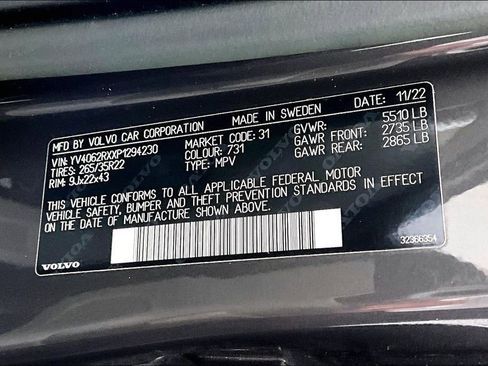 MFD. BY VOLVO CAR CORPORATION MADE IN SWEDEN DATE: 11/22
VIN:YV4062RXXP1294230 MARKET: 31 GVWR: 5510 LB
TIRES: 265/35R22 COLOUR: 731 GAWR FRONT: 2735 LB
RIM: 9Jx22x43 TYPE: MPV GAWR REAR: 2865 LB
THIS VEHICLE CONFORMS TO ALL APPLICABLE FEDERAL MOTOR
VEHICLE SAFETY, BUMPER AND THEFT STANDARDS IN EFFECT
ON THE DATE OF MANUFACTURE SHOWN ABOVE.
VOLVO 32366354